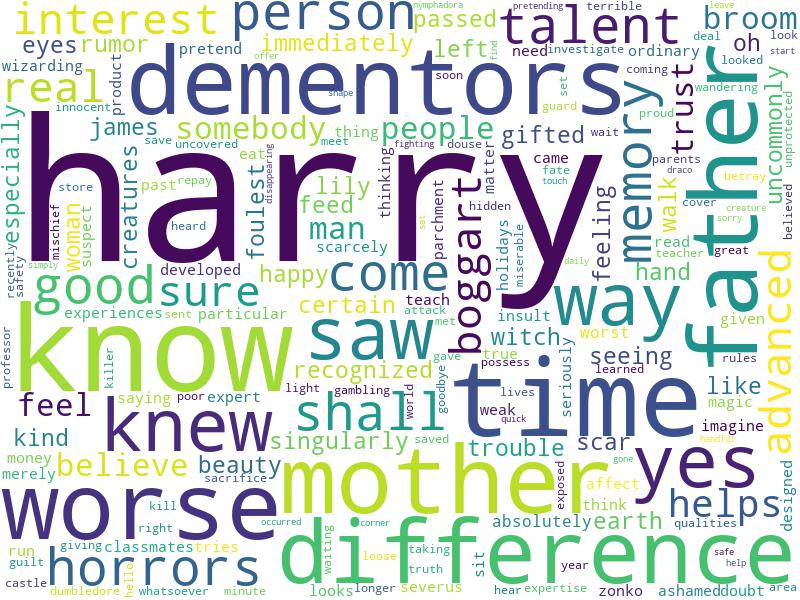 interest
person
nymphadora
pretending
terrible
leave
eyes
rumor
immediately
passed
talent
deal
look
broom
wizarding
pretend
offer
left
find
need
investigate
ordinary
oh
looked
start
real
product
dementors
soon
set
coming
wandering
innocent
shape
guard
memory
trust
proud
father
uncommonly
unprotected
especially
james
somebody
thing
people
gifted
wait
save
uncovered
meet
fighting
douse
came
parents
draco
mischief
store
creatures
harry
eat
foulest
disappearing
thinking
parchment
matter
fate
touch
hidden
walk
cover
betray
past
repay
lily
feed
boggart
believed
woman
suspect
man
holidays
miserable
feeling
creature
sorry
heard
scarcely
sat
read
teacher
great
recently
safety
simply
developed
happy
come
hand
daily
good
sure
way
given
advanced
experiences
sent
particular
certain
teach
attack
insult
rules
saw
met
witch
worst
professor
know
killer
recognized
gave
goodbye
true
possess
seriously
seeing
learned
saying
poor
expert
light
gambling
world
lives
time
like
magic
feel
knew
shall
weak
quick
imagine
kind
singularly
saved
trouble
scar
handful
money
merely
believe
beauty
sacrifice
mother
gone
yes
worse
kill
exposed
affect
think
helps
designed
right
occurred
corner
absolutely
earth
qualities
run
guilt
giving
classmates
tries
difference
waiting
loose
taking
truth
sit
year
safe
help
castle
horrors
dumbledore
hello
whatsoever
minute
looks
longer
severus
hear
expertise
zonko
ashamed
doubt
area